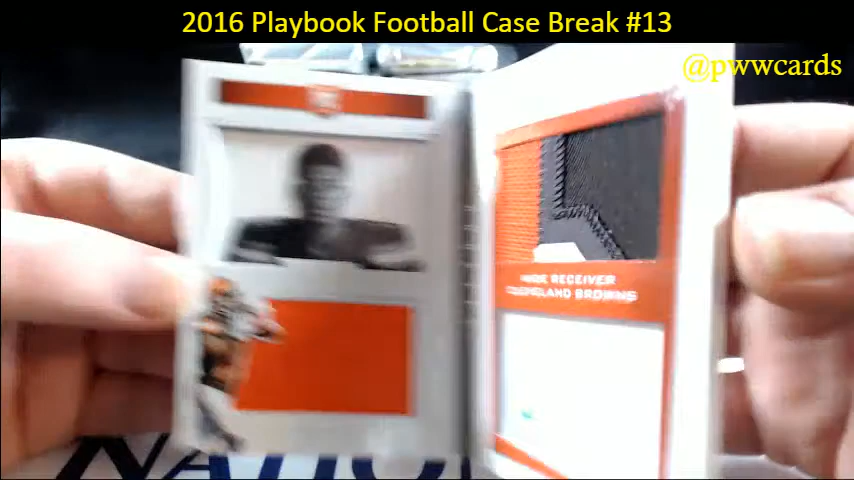 2016 Playbook Football Case Break #13
@pwwcards
WIDE RECEIVER
CLEVELAND BROWNS